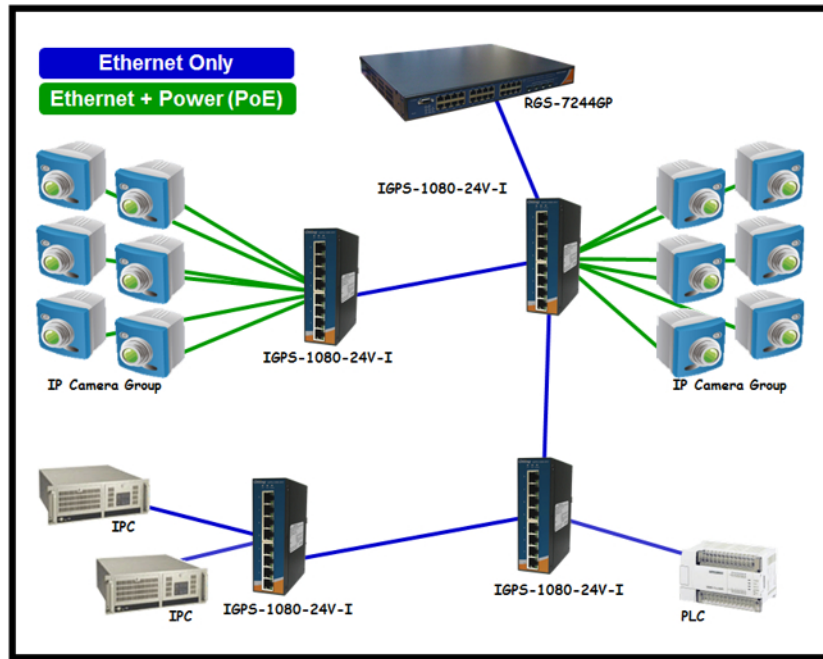 Ethernet Only
Ethernet + Power (PoE)
RGS-7244GP
IGPS-1080-24V-I
IGPS-1080-24V-I
IP Camera Group
IP Camera Group
IPC
IPC
IGPS-1080-24V-I
IGPS-1080-24V-I
PLC